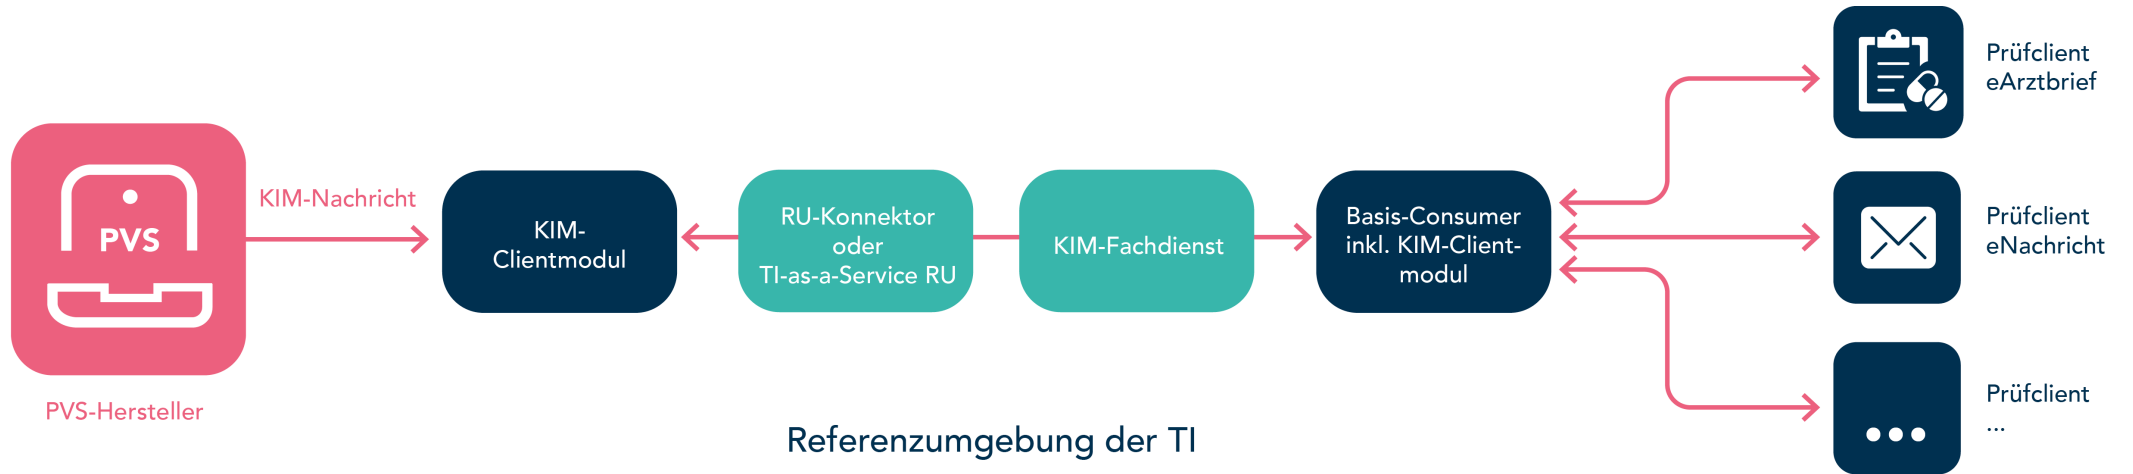 PVS
PVS-Hersteller
KIM-Nachricht
KIM-
Clientmodul
RU-Konnektor
oder
TI-as-a-Service RU
KIM-Fachdienst
Basis-Consumer
inkl. KIM-Client-
modul
Prüfclient
eArztbrief
Prüfclient
eNachricht
Prüfclient
...
Referenzumgebung der TI